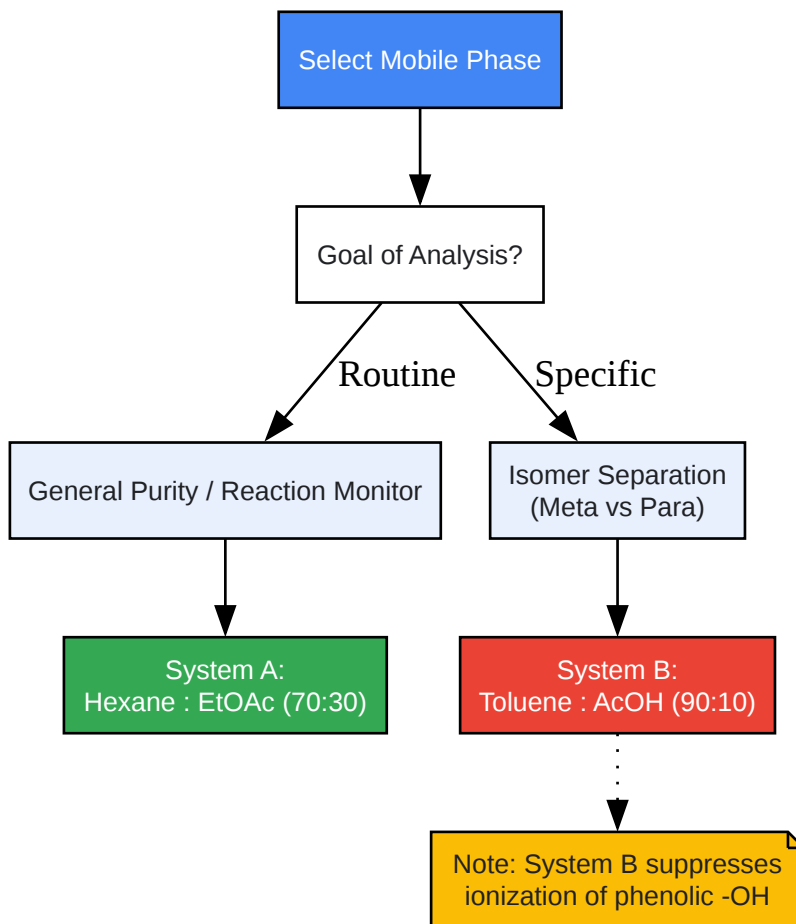 Select Mobile Phase
Goal of Analysis?
Routine
Specific
General Purity / Reaction Monitor
Isomer Separation
(Meta vs Para)
System A:
Hexane : EtOAc (70:30)
System B:
Toluene : AcOH (90:10)
Note: System B suppresses
ionization of phenolic -OH